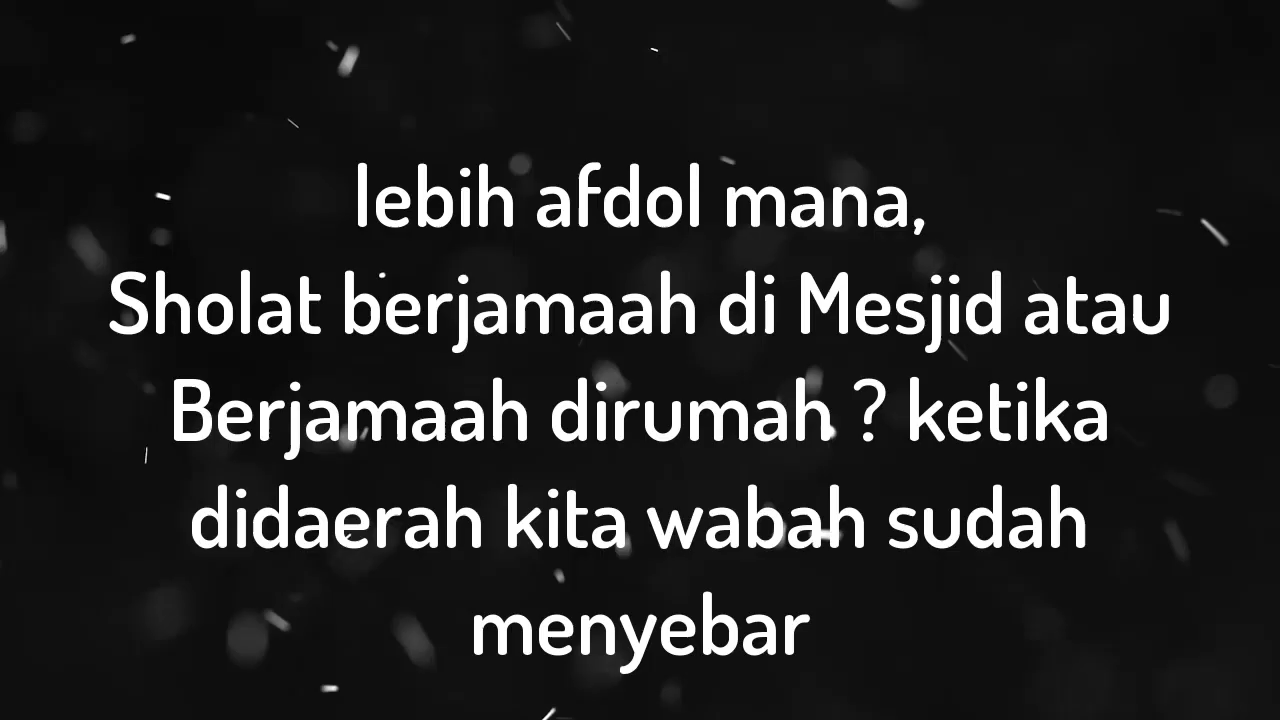 lebih afdol mana,
Sholat berjamaah di Mesjid atau
Berjamaah dirumah ? ketika
didaerah kita wabah sudah
menyebar